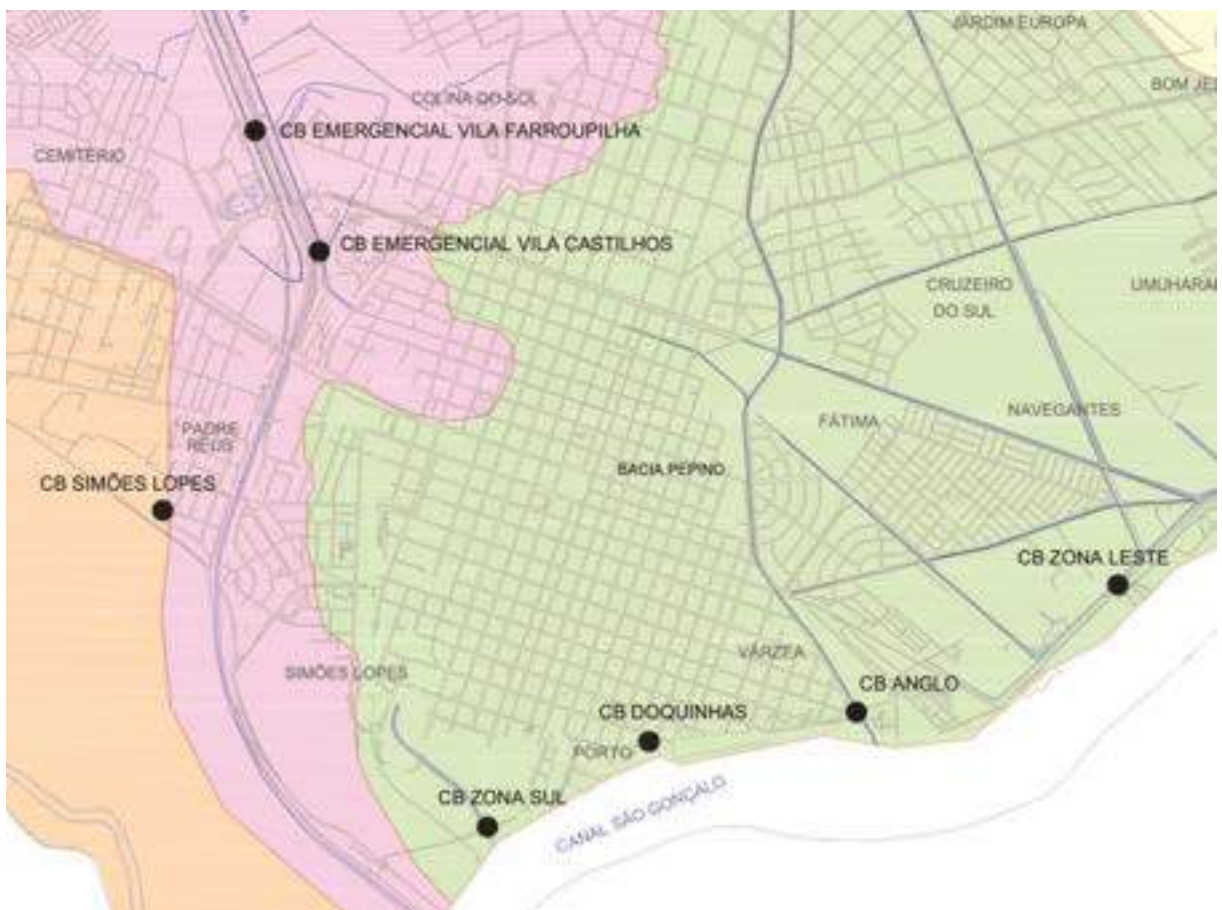 JARDIM EUROPA
BOM JE
COLINA DO SOL
CB EMERGENCIAL VILA FARROUPILHA
CEMITÉRIO
CB EMERGENCIAL VILA CASTILHOS
CRUZEIRO
DO SUL
UMUHARA
NAVEGANTES
FÁTIMA
PADRE
RÉUS
BACIA PEPINO
CB SIMÕES LOPES
CB ZONA LESTE
VÁRZEA
SIMÕES LOPES
CB ANGLO
CB DOQUINHAS
PORTO
CB ZONA SUL
CANAL SÃO GONÇALO